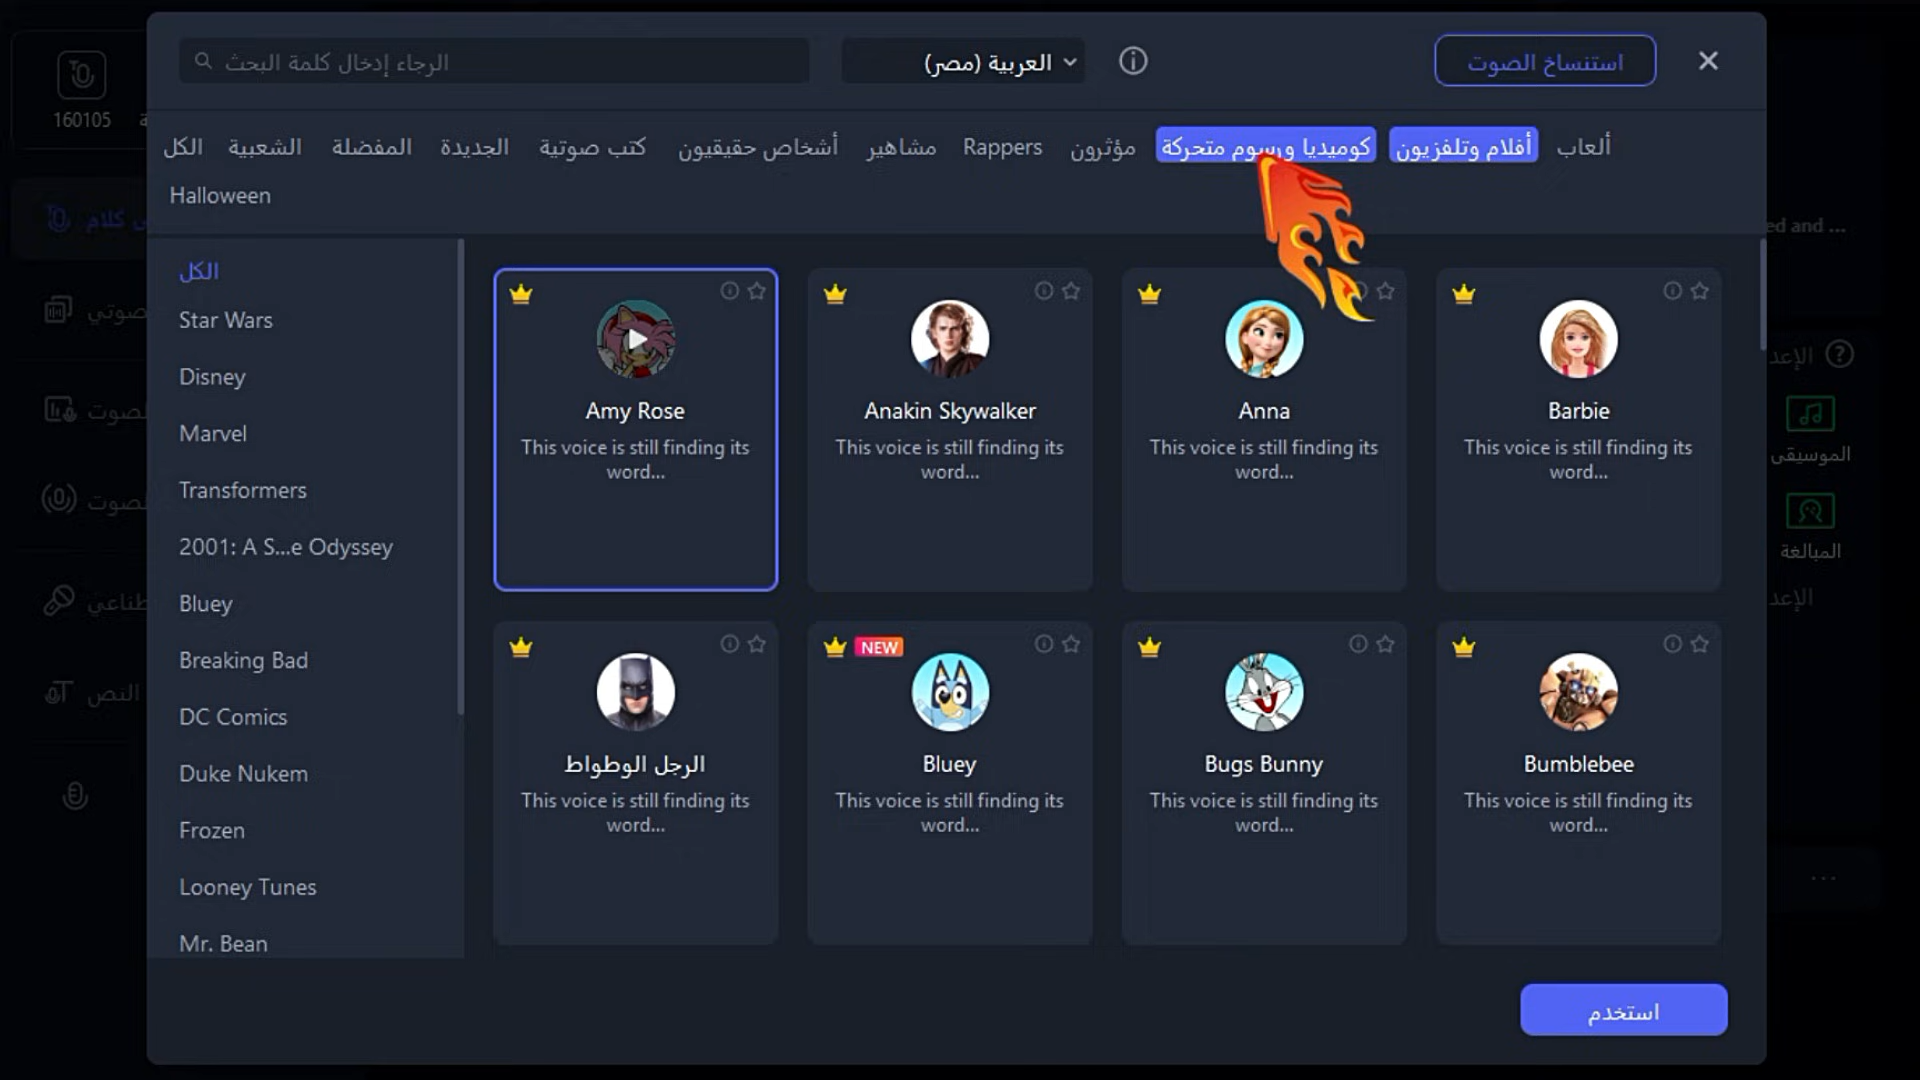 الرجاء إدخال كلمة البحث
العربية (مصر)
استنساخ الصوت
160105
الكل
الشعبية
المفضلة
الجديدة
كتب صوتية
أشخاص حقيقيون
مشاهير
Rappers
مؤثرون
كوميديا ورسوم متحركة
أفلام وتلفزيون
ألعاب
Halloween
الكل
Star Wars
Disney
Marvel
Transformers
2001: A S...e Odyssey
Bluey
Breaking Bad
DC Comics
Duke Nukem
Frozen
Looney Tunes
Mr. Bean
Amy Rose
This voice is still finding its
word...
Anakin Skywalker
This voice is still finding its
word...
Anna
This voice is still finding its
word...
Barbie
This voice is still finding its
word...
الرجل الوطواط
This voice is still finding its
word...
NEW
Bluey
This voice is still finding its
word...
Bugs Bunny
This voice is still finding its
word...
Bumblebee
This voice is still finding its
word...
استخدم
كلام
صوتي
النص
ed and ...
الموسيقى
المبالغة